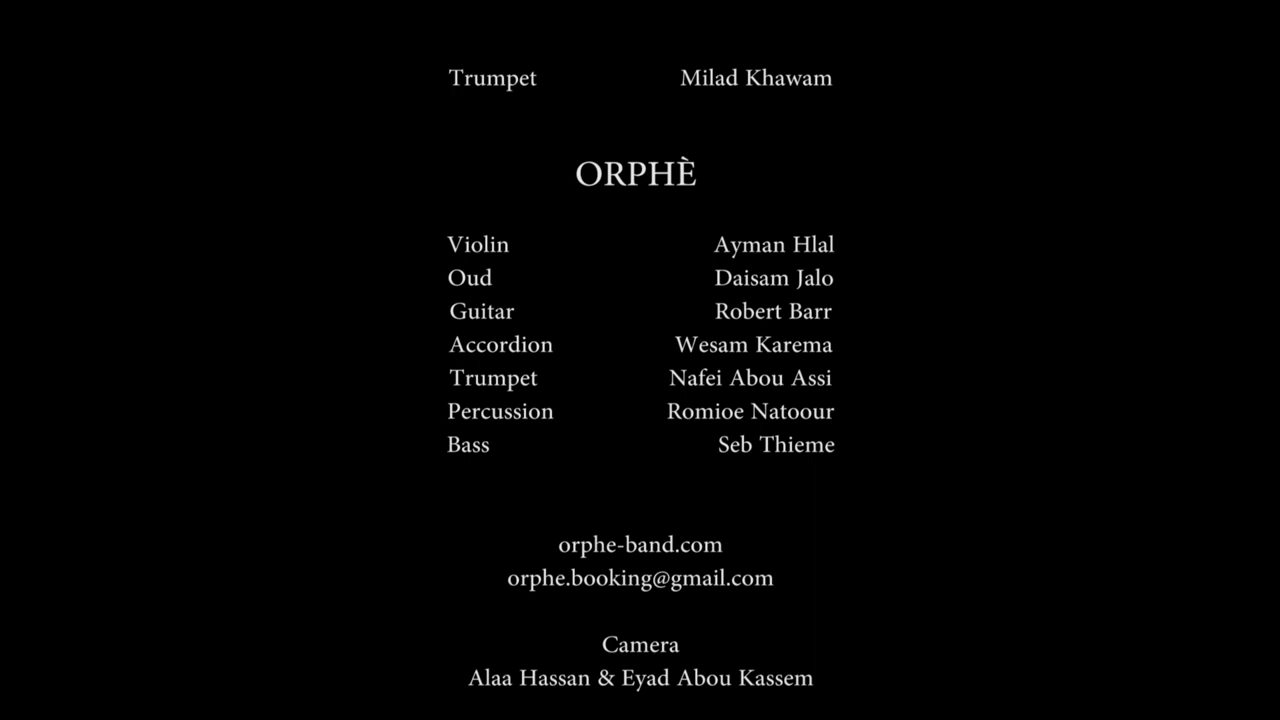 Trumpet Milad Khawam
ORPHÈ
Violin Ayman Hlal
Oud Daisam Jalo
Guitar Robert Barr
Accordion Wesam Karema
Trumpet Nafei Abou Assi
Percussion Romioe Natoour
Bass Seb Thieme
orphe-band.com
orphe.booking@gmail.com
Camera
Alaa Hassan & Eyad Abou Kassem